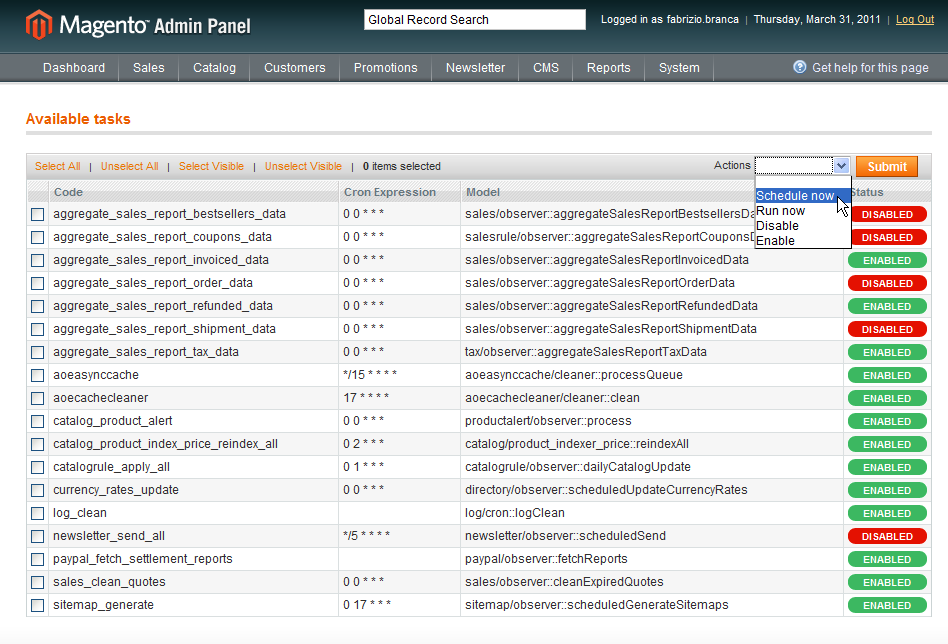 Magento™ Admin Panel Global Record Search Logged in as fabrizio.branca | Thursday, March 31, 2011 | Log Out
Dashboard Sales Catalog Customers Promotions Newsletter CMS Reports System ? Get help for this page
Available tasks
Select All | Unselect All | Select Visible | Unselect Visible | 0 items selected Actions Submit
Schedule now
Run now
Disable
Enable
Code Cron Expression Model Status
aggregate_sales_report_bestsellers_data 0 0 * * * sales/observer::aggregateSalesReportBestsellersDa DISABLED
aggregate_sales_report_coupons_data 0 0 * * * salesrule/observer::aggregateSalesReportCoupons DISABLED
aggregate_sales_report_invoiced_data 0 0 * * * sales/observer::aggregateSalesReportInvoicedData ENABLED
aggregate_sales_report_order_data 0 0 * * * sales/observer::aggregateSalesReportOrderData DISABLED
aggregate_sales_report_refunded_data 0 0 * * * sales/observer::aggregateSalesReportRefundedData ENABLED
aggregate_sales_report_shipment_data 0 0 * * * sales/observer::aggregateSalesReportShipmentData DISABLED
aggregate_sales_report_tax_data 0 0 * * * tax/observer::aggregateSalesReportTaxData ENABLED
aoeasynccache */15 * * * * aoeasynccache/cleaner::processQueue ENABLED
aoecachecleaner 17 * * * * aoecachecleaner/cleaner::clean ENABLED
catalog_product_alert 0 0 * * * productalert/observer::process ENABLED
catalog_product_index_price_reindex_all 0 2 * * * catalog/product_indexer_price::reindexAll ENABLED
catalogrule_apply_all 0 1 * * * catalogrule/observer::dailyCatalogUpdate ENABLED
currency_rates_update 0 0 * * * directory/observer::scheduledUpdateCurrencyRates ENABLED
log_clean log/cron::logClean ENABLED
newsletter_send_all */5 * * * * newsletter/observer::scheduledSend DISABLED
paypal_fetch_settlement_reports paypal/observer::fetchReports ENABLED
sales_clean_quotes 0 0 * * * sales/observer::cleanExpiredQuotes ENABLED
sitemap_generate 0 17 * * * sitemap/observer::scheduledGenerateSitemaps ENABLED